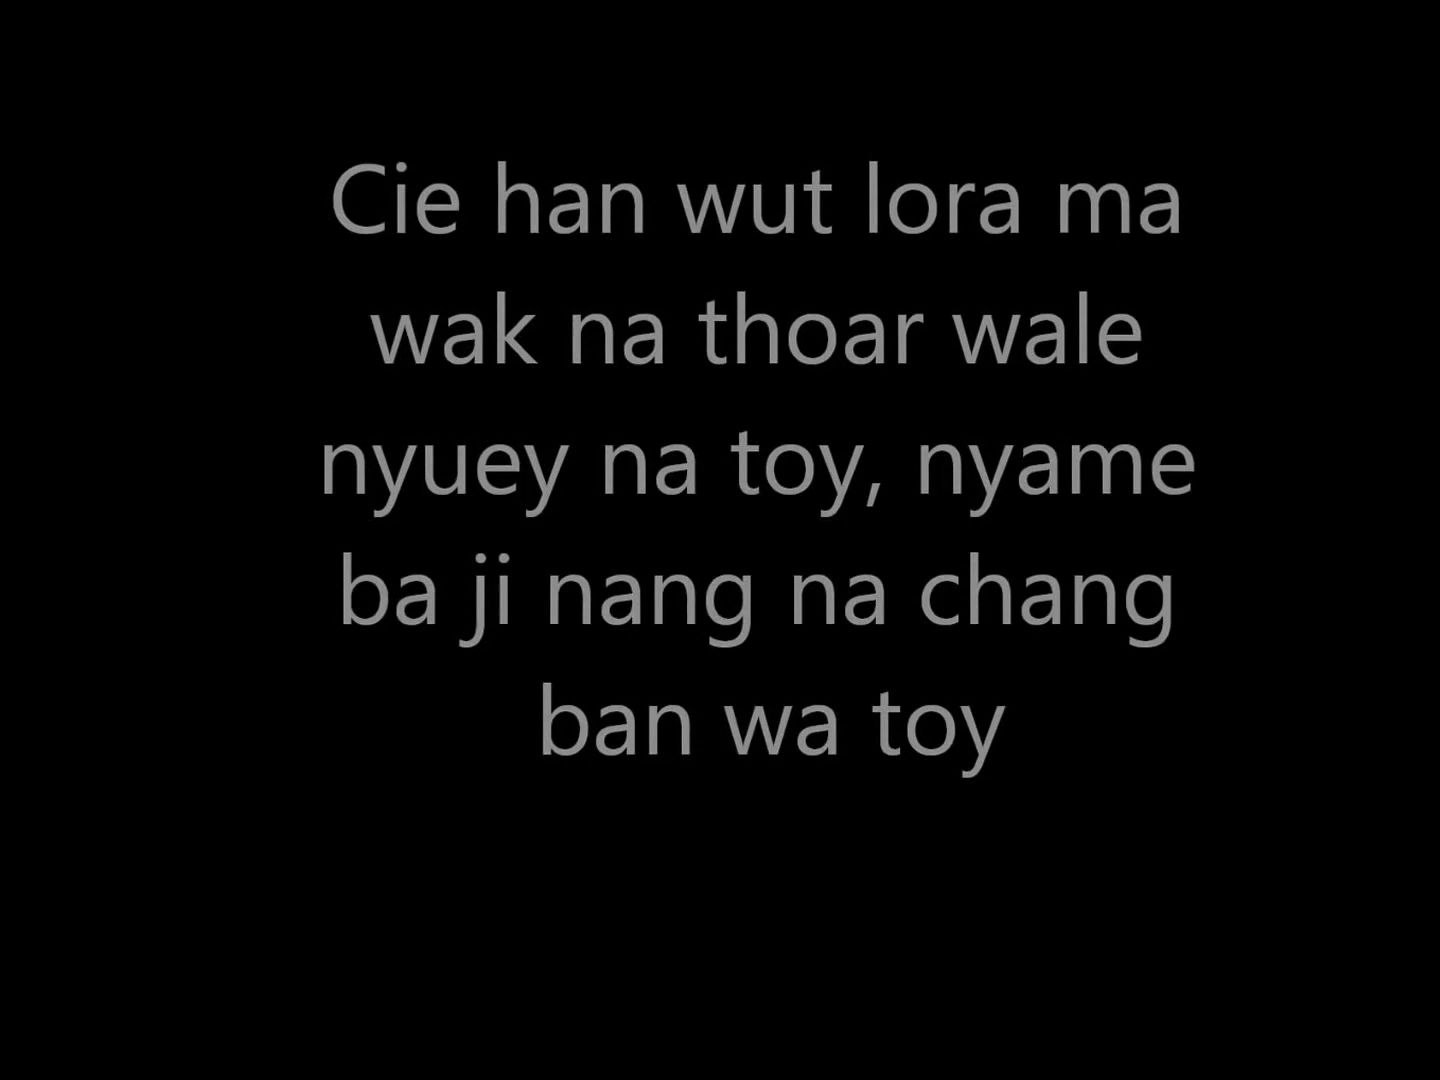 Cie han wut lora ma
wak na thoar wale
nyuey na toy, nyame
ba ji nang na chang
ban wa toy